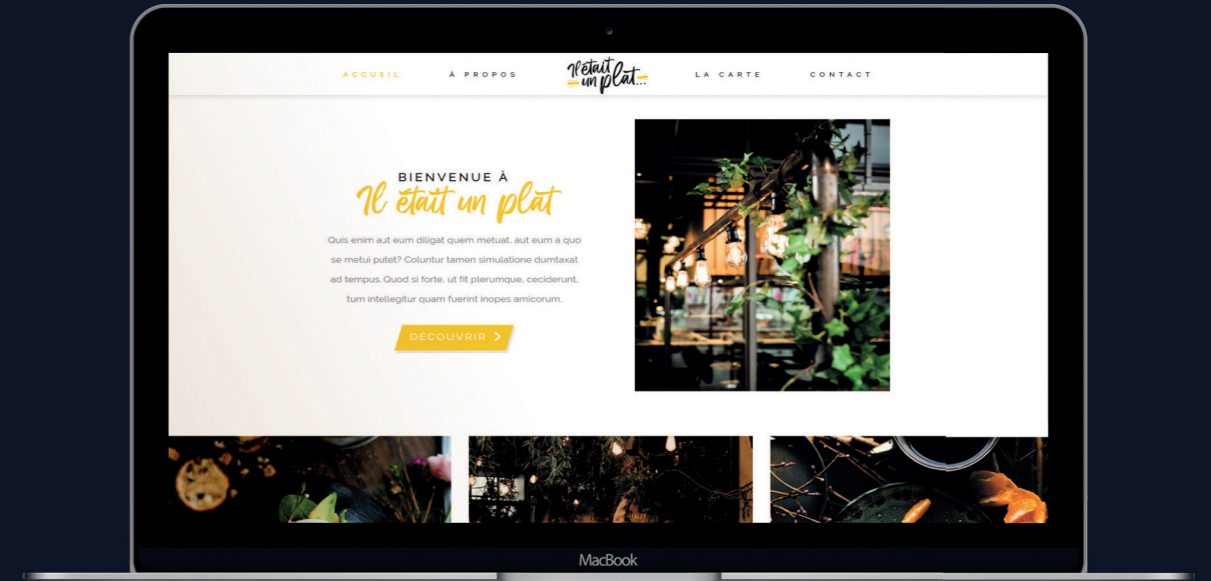 ACCUEIL
À PROPOS
Il était
un plat...
LA CARTE
CONTACT
BIENVENUE À
Il était un plat
Quis enim aut eum diligat quem metuat, aut eum a quo
se metui putet? Coluntur tamen simulatione dumtaxat
ad tempus. Quod si forte, ut fit plerumque, ceciderunt,
tum intellegitur quam fuerint inopes amicorum.
DÉCOUVRIR >
MacBook